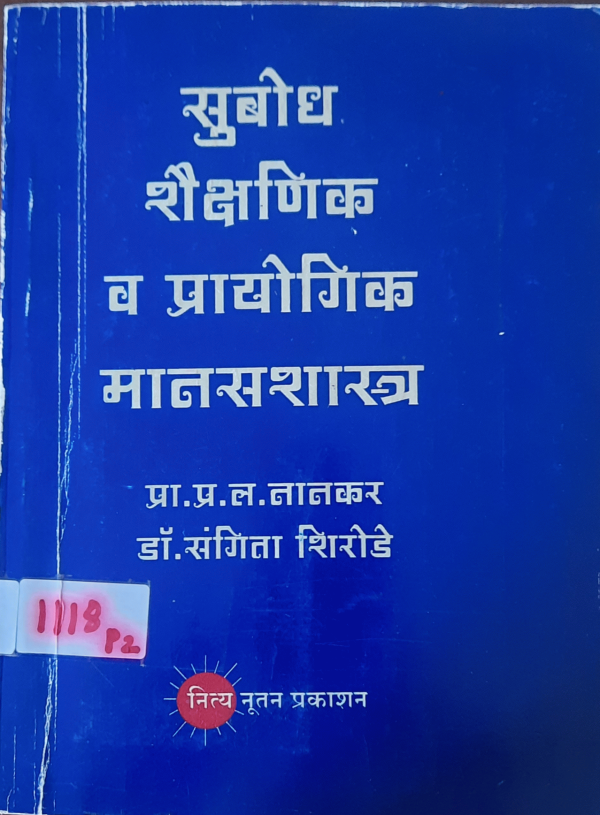 सुबोध
शैक्षणिक
व प्रायोगिक
मानसशास्त्र
प्रा.प्र.ल.नानकर
डॉ.संगिता शिरोडे
1118
P2
नित्य नूतन प्रकाशन